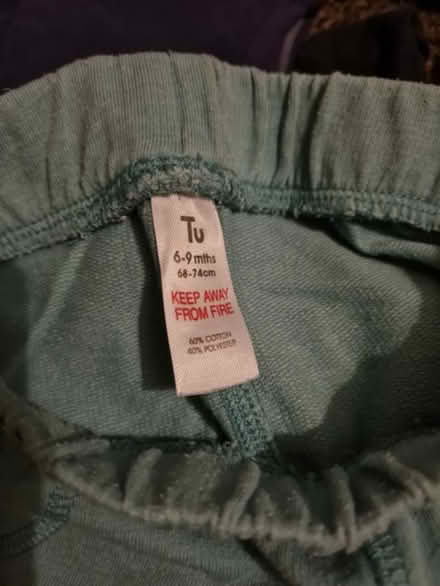 Tu
6-9 mths
68-74cm
KEEP AWAY
FROM FIRE
60% COTTON
40% POLYESTER